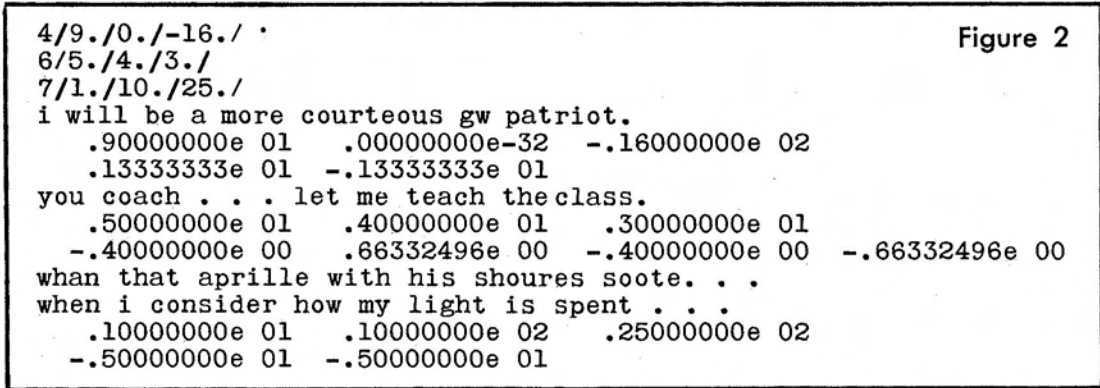 4/9./0./-16./
Figure 2
6/5./4./3./
7/1./10./25./
i will be a more courteous gw patriot.
.90000000e 01 .00000000e-32 -.16000000e 02
.13333333e 01 -.13333333e 01
you coach . . . let me teach the class.
.50000000e 01 .40000000e 01 .30000000e 01
-.40000000e 00 .66332496e 00 -.40000000e 00 -.66332496e 00
whan that aprille with his shoures soote. . .
when i consider how my light is spent . . .
.10000000e 01 .10000000e 02 .25000000e 02
-.50000000e 01 -.50000000e 01